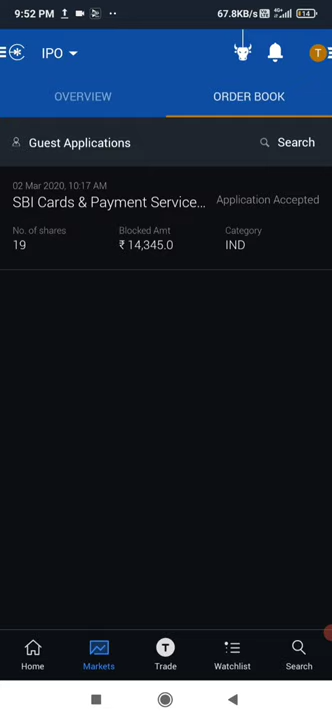 9:52 PM 67.8KB/s 4G+ 14
IPO T
OVERVIEW ORDER BOOK
Guest Applications Search
02 Mar 2020, 10:17 AM
SBI Cards & Payment Service... Application Accepted
No. of shares Blocked Amt Category
19 ₹ 14,345.0 IND
T
Home Markets Trade Watchlist Search